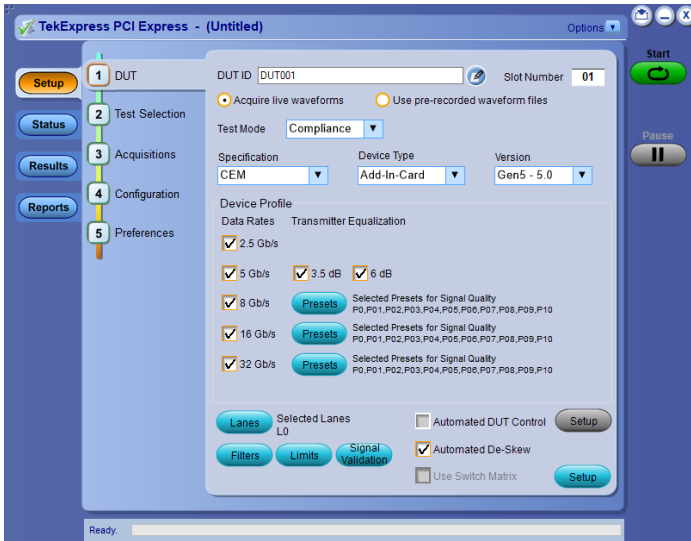 TekExpress PCI Express - (Untitled)
Options
Start
Pause
Setup
Status
Results
Reports
1 DUT
2 Test Selection
3 Acquisitions
4 Configuration
5 Preferences
DUT ID DUT001 Slot Number 01
Acquire live waveforms Use pre-recorded waveform files
Test Mode Compliance
Specification Device Type Version
CEM Add-In-Card Gen5 - 5.0
Device Profile
Data Rates Transmitter Equalization
2.5 Gb/s
5 Gb/s 3.5 dB 6 dB
8 Gb/s Presets Selected Presets for Signal Quality
P0,P01,P02,P03,P04,P05,P06,P07,P08,P09,P10
16 Gb/s Presets Selected Presets for Signal Quality
P0,P01,P02,P03,P04,P05,P06,P07,P08,P09,P10
32 Gb/s Presets Selected Presets for Signal Quality
P0,P01,P02,P03,P04,P05,P06,P07,P08,P09,P10
Lanes Selected Lanes
L0
Automated DUT Control Setup
Filters Limits Signal Validation
Automated De-Skew
Use Switch Matrix Setup
Ready.